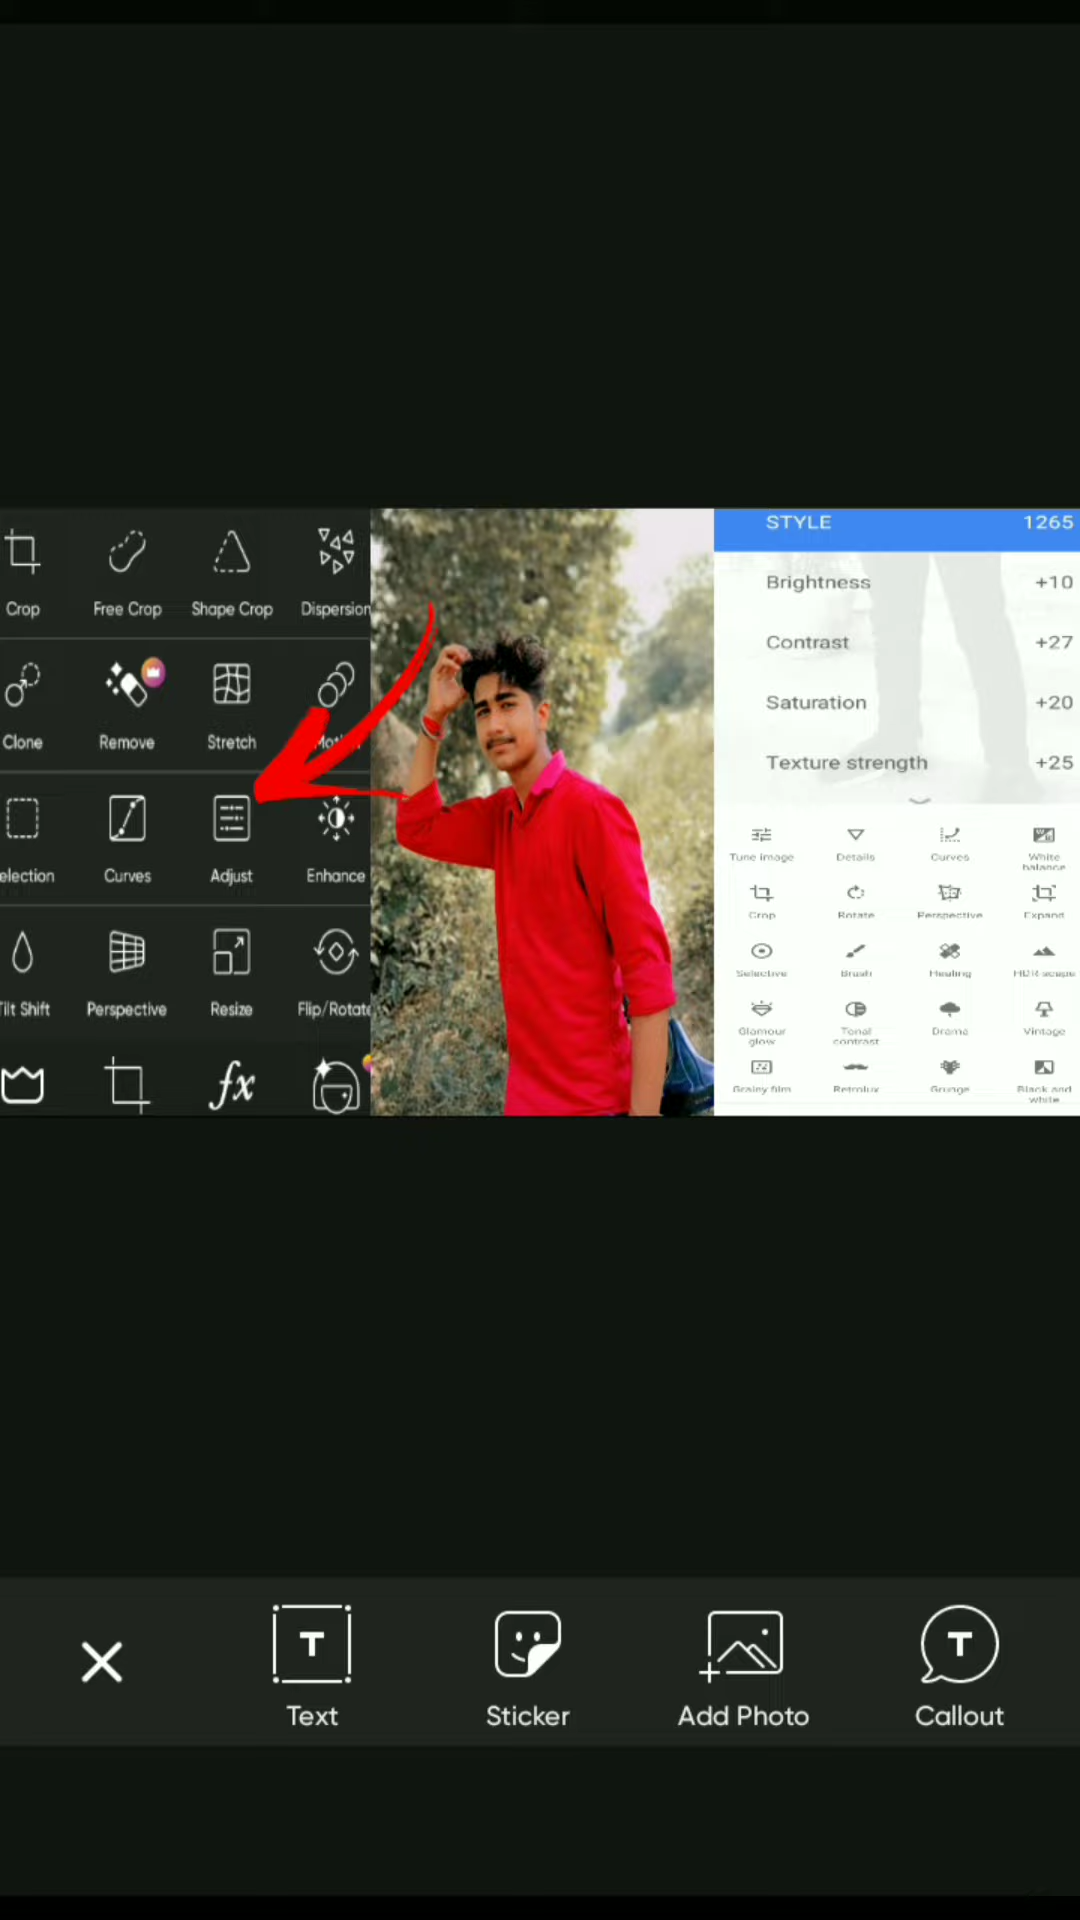 Crop Free Crop Shape Crop Dispersion
Clone Remove Stretch
election Curves Adjust Enhance
Tilt Shift Perspective Resize Flip/Rotate
fx
STYLE 1265
Brightness +10
Contrast +27
Saturation +20
Texture strength +25
Tune image Details Curves White balance
Crop Rotate Perspective Expand
Selective Brush Healing HDR scape
Glamour glow Tonal contrast Drama Vintage
Grainy film Retrolux Grunge Black and white
T T
Text Sticker Add Photo Callout